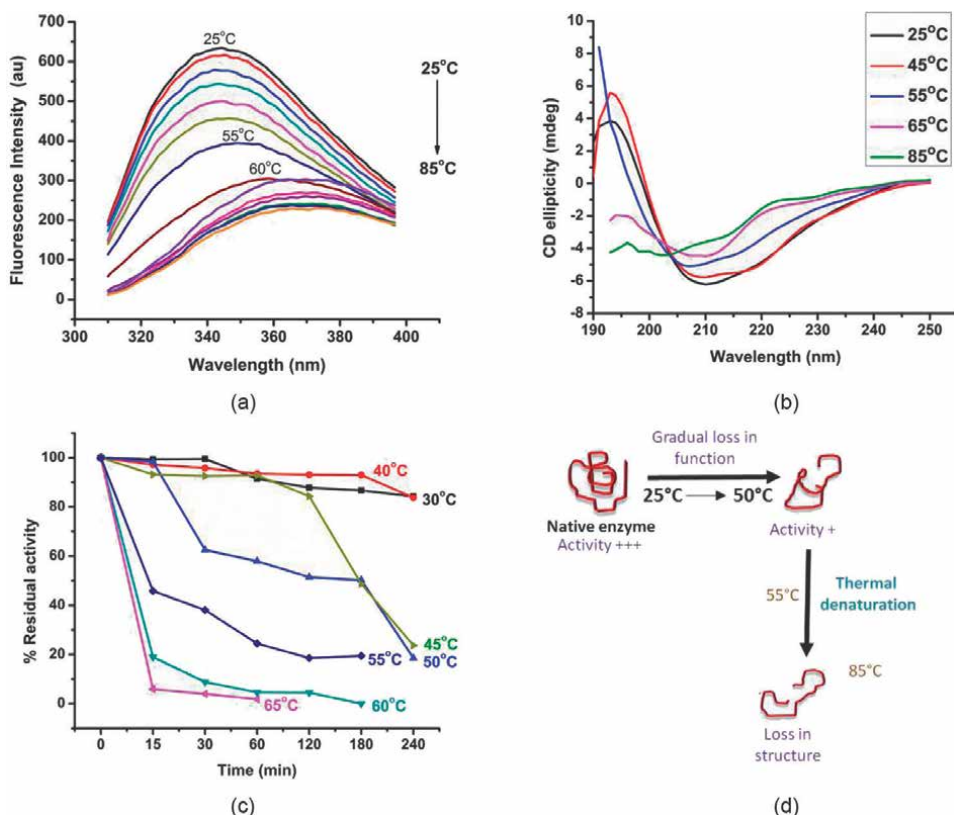 700
600
500
400
300
200
100
0
Fluorescence Intensity (au)
25°C
55°C
60°C
25°C
85°C
300
320
340
360
380
400
Wavelength (nm)
(a)
10
8
6
4
2
0
-2
-4
-6
-8
CD ellipticity (mdeg)
25°C
45°C
55°C
65°C
85°C
190
200
210
220
230
240
250
Wavelength (nm)
(b)
100
80
60
40
20
0
% Residual activity
40°C
30°C
45°C
50°C
55°C
60°C
65°C
0
15
30
60
120
180
240
Time (min)
(c)
Gradual loss in
function
25°C → 50°C
Native enzyme
Activity +++
Activity +
55°C
Thermal
denaturation
85°C
Loss in
structure
(d)